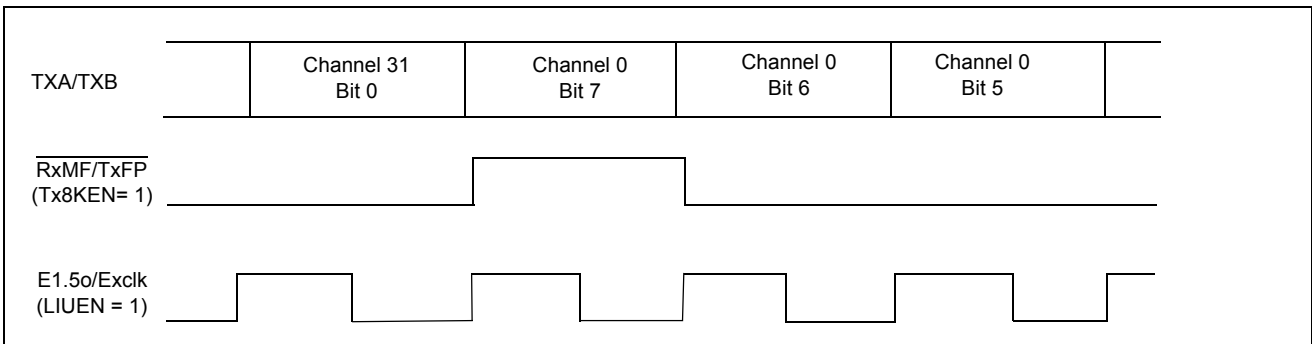 TXA/TXB
Channel 31
Bit 0
Channel 0
Bit 7
Channel 0
Bit 6
Channel 0
Bit 5
RxMF/TxFP
(Tx8KEN= 1)
E1.5o/Exclk
(LIUEN = 1)